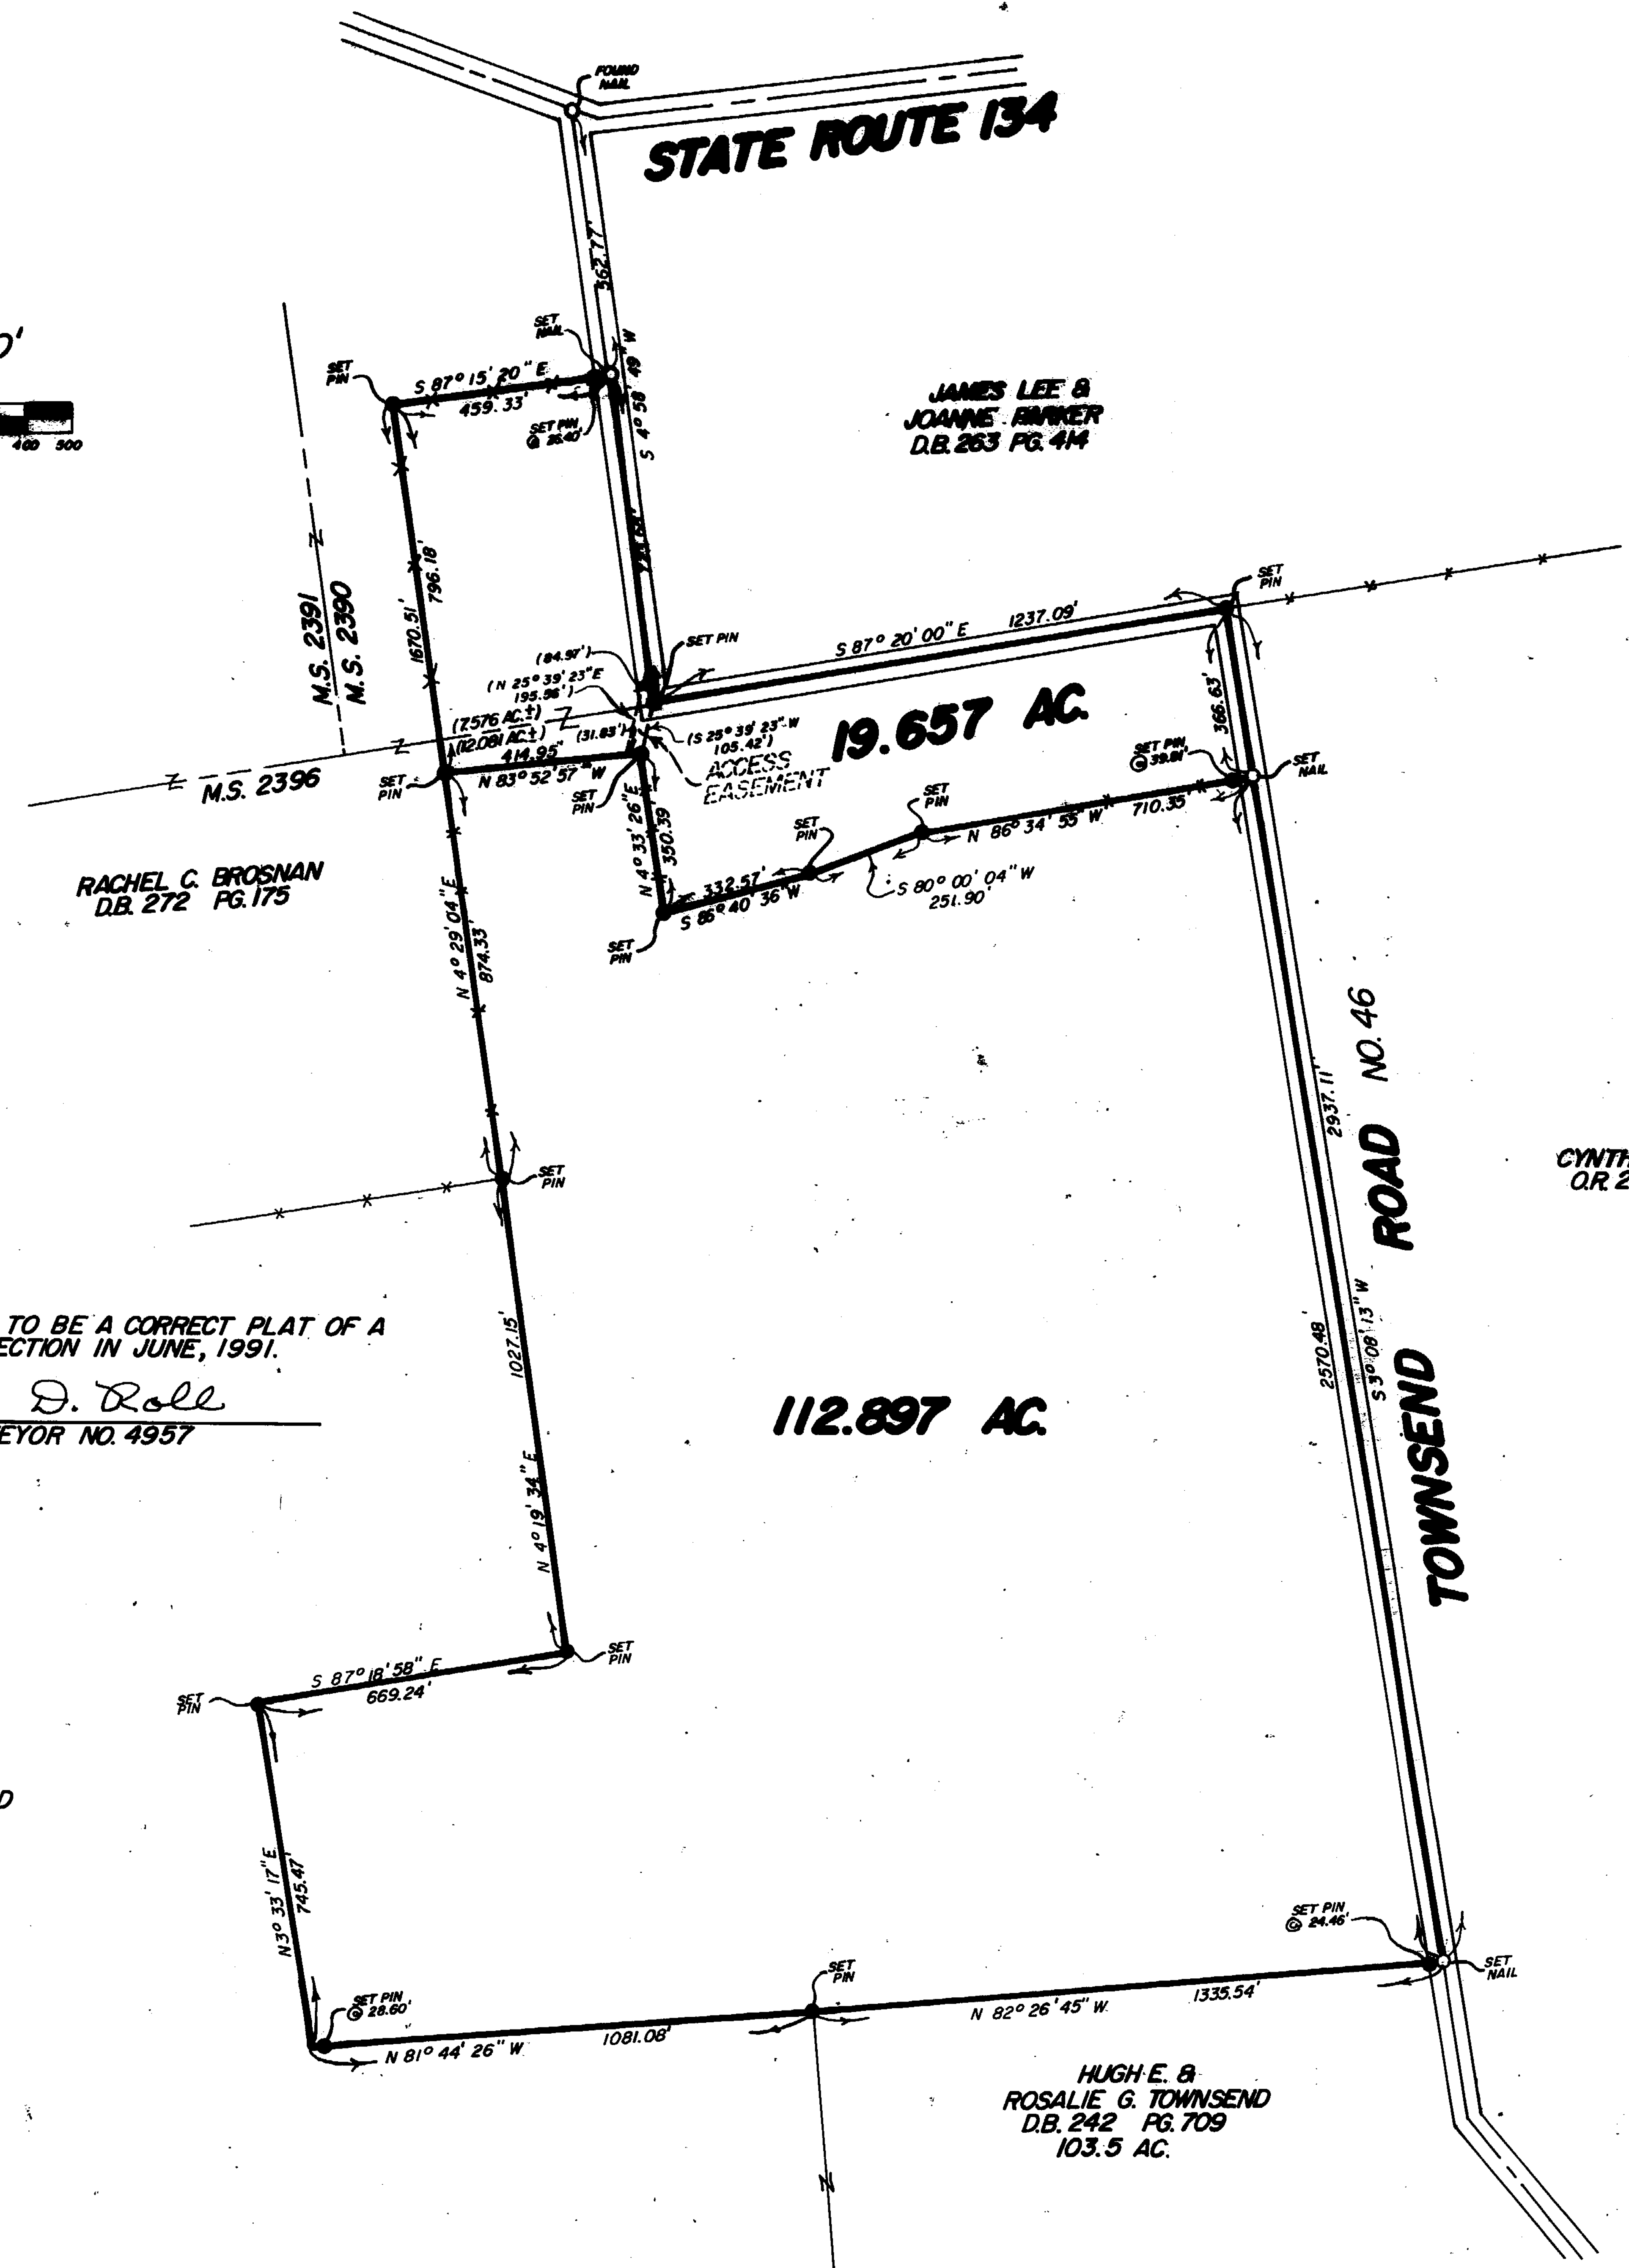 FOUND
NAIL
STATE ROUTE 134
562.77'
SET
NAIL
SET
PIN
S 87° 15' 20" E
459.33'
SET PIN
@ 26.40'
S 4° 58' 49" W
JAMES LEE &
JOANNE PARKER
D.B. 263 PG. 414
0'
400 500
M.S. 2391
M.S. 2390
1670.51'
796.18'
SET
PIN
SET PIN
S 87° 20' 00" E 1237.09'
(84.97')
(N 25° 39' 23" E
195.56')
(7.576 AC.±)
(12.081 AC.±)
(31.83')
414.95'
N 83° 52' 57" W
(S 25° 39' 23" W
105.42')
ACCESS
EASEMENT
19.657 AC.
366.63'
SET PIN
@ 39.81'
SET
NAIL
M.S. 2396
SET
PIN
SET
PIN
SET
PIN
SET
PIN
N 86° 34' 55" W 710.35'
N 4° 33' 26" E
350.39'
332.57'
S 86° 40' 36" W
S 80° 00' 04" W
251.90'
SET
PIN
RACHEL C. BROSNAN
D.B. 272 PG. 175
N 4° 29' 04" E
874.33'
2937.11'
TOWNSEND ROAD NO. 46
SET
PIN
CYNTH
O.R. 2
TO BE A CORRECT PLAT OF A
ECTION IN JUNE, 1991.
D. Roll
EYOR NO. 4957
1027.15'
N 4° 19' 34" E
2570.48'
S 3° 08' 13" W
112.897 AC.
SET
PIN
S 87° 18' 58" E
669.24'
SET
PIN
D
N 3° 33' 17" E
745.47'
SET PIN
@ 28.60'
SET
PIN
SET PIN
@ 24.46'
SET
NAIL
N 81° 44' 26" W 1081.08'
N 82° 26' 45" W 1335.54'
HUGH E. &
ROSALIE G. TOWNSEND
D.B. 242 PG. 709
103.5 AC.